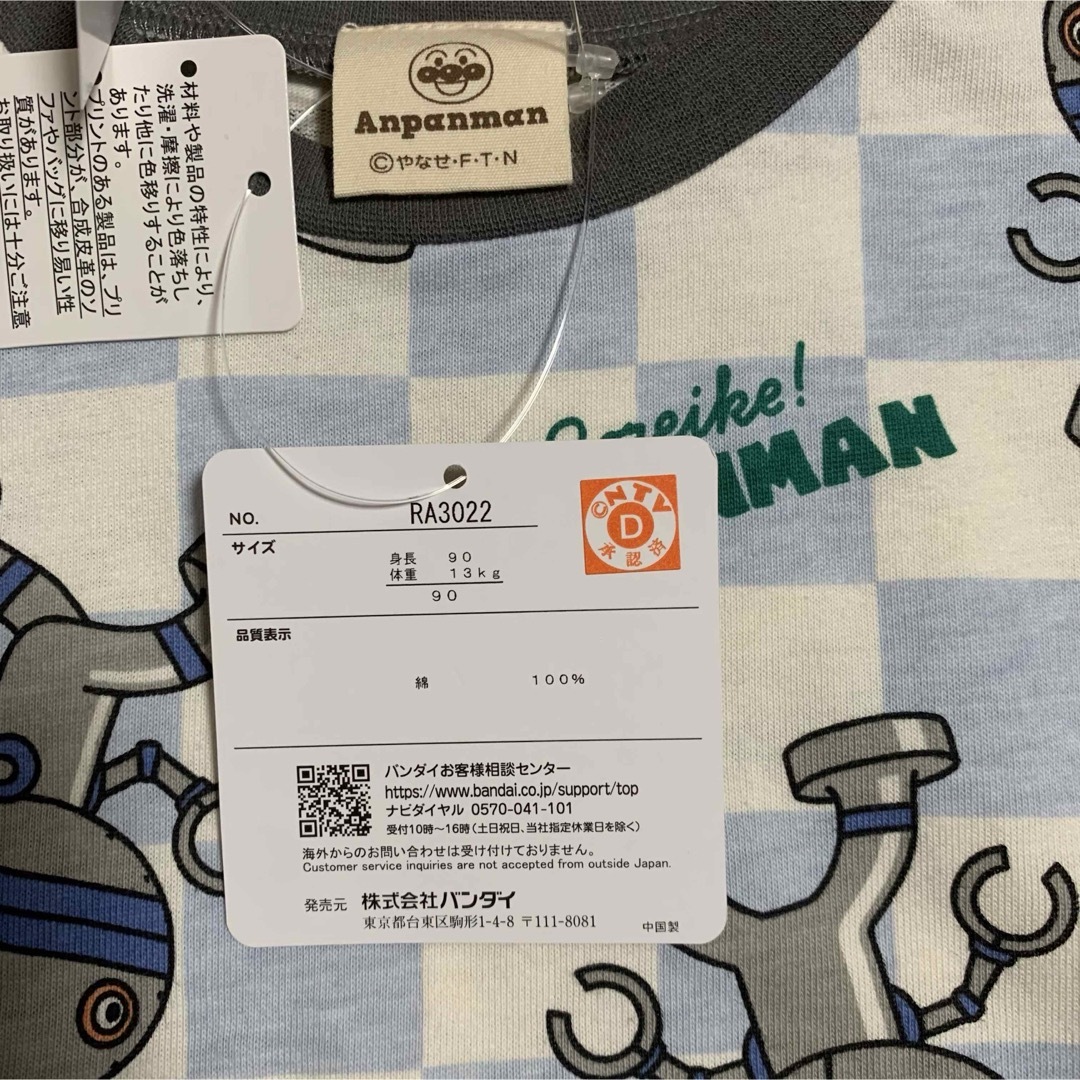 Anpanman
©やなせ・F・T・N
●材料や製品の特性により、
洗濯・摩擦により色落ちし
たり他に色移りすることが
あります。
●プリントのある製品は、プリ
ント部分が、合成皮革のソ
ファやバッグに移り易い性
質があります。
お取り扱いには十分ご注意
eike!
MAN
NO. RA3022
©NTV
D
承認済
サイズ
身長 90
体重 13kg
90
品質表示
綿 100%
バンダイお客様相談センター
https://www.bandai.co.jp/support/top
ナビダイヤル 0570-041-101
受付10時〜16時(土日祝日、当社指定休業日を除く)
海外からのお問い合わせは受け付けておりません。
Customer service inquiries are not accepted from outside Japan.
発売元 株式会社バンダイ
東京都台東区駒形1-4-8 〒111-8081
中国製